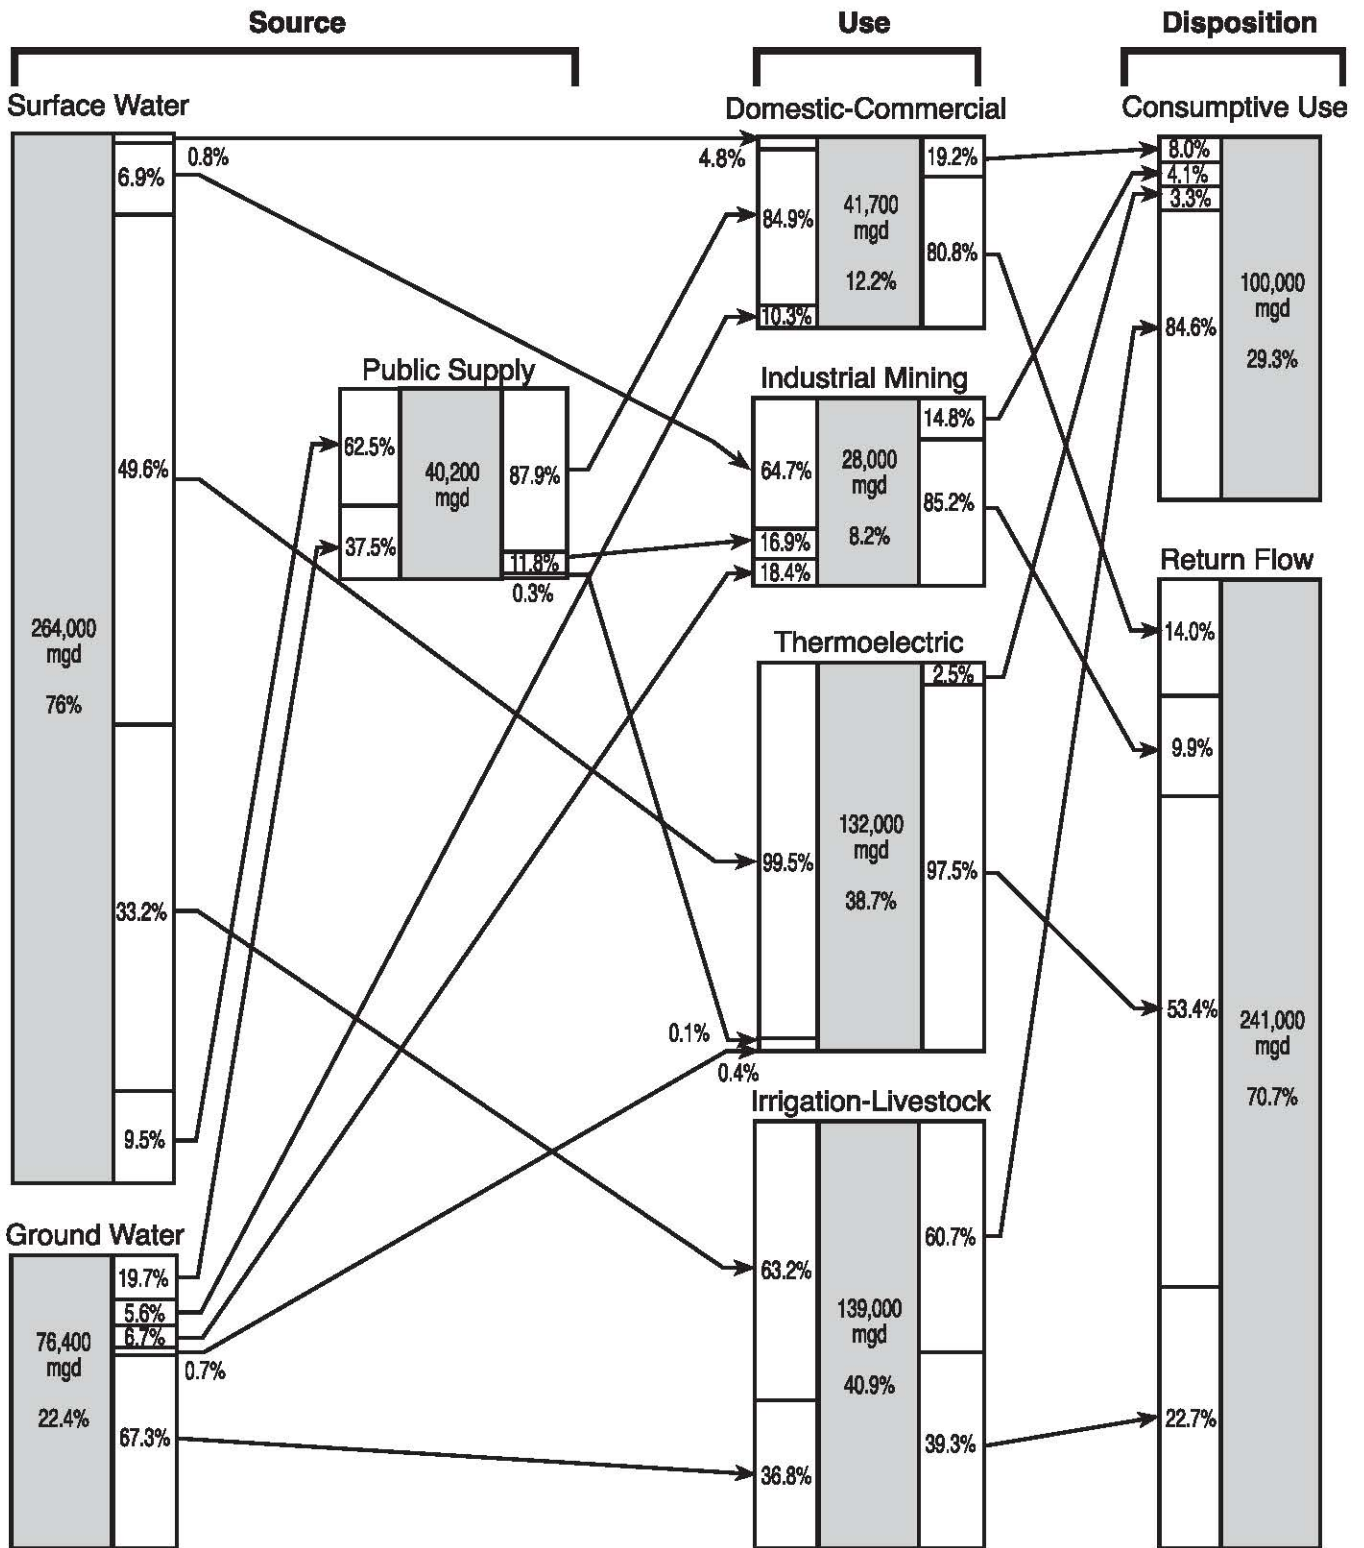 Source
Use
Disposition
Surface Water
0.8%
6.9%
49.6%
264,000
mgd
76%
33.2%
9.5%
Ground Water
19.7%
5.6%
6.7%
0.7%
76,400
mgd
22.4%
67.3%
Public Supply
62.5%
37.5%
40,200
mgd
87.9%
11.8%
0.3%
Domestic-Commercial
4.8%
84.9%
10.3%
41,700
mgd
12.2%
19.2%
80.8%
Industrial Mining
64.7%
16.9%
18.4%
28,000
mgd
8.2%
14.8%
85.2%
Thermoelectric
99.5%
0.1%
0.4%
132,000
mgd
38.7%
2.5%
97.5%
Irrigation-Livestock
63.2%
36.8%
139,000
mgd
40.9%
60.7%
39.3%
Consumptive Use
8.0%
4.1%
3.3%
84.6%
100,000
mgd
29.3%
Return Flow
14.0%
9.9%
53.4%
22.7%
241,000
mgd
70.7%